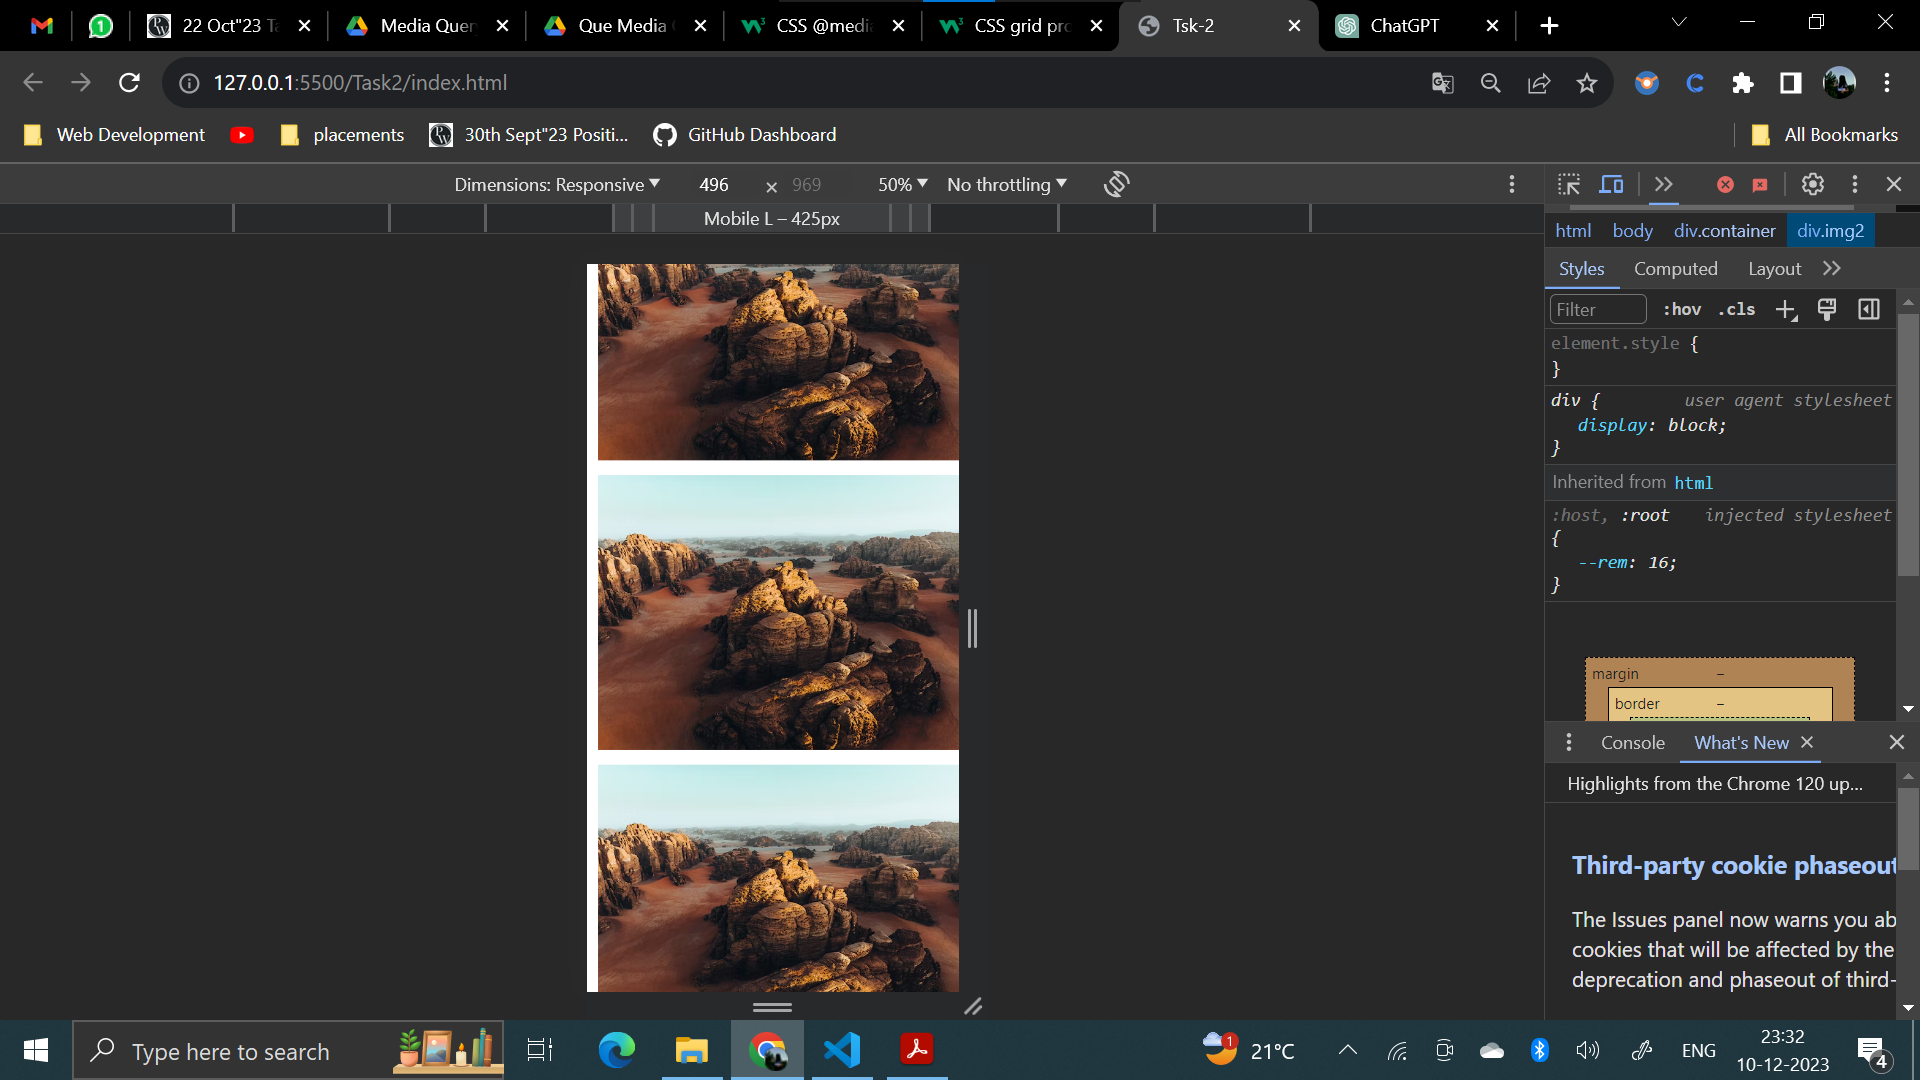 22 Oct"23 Ta
Media Quer
Que Media
CSS @media
CSS grid pro
Tsk-2
ChatGPT
127.0.0.1:5500/Task2/index.html
Web Development
placements
30th Sept"23 Positi...
GitHub Dashboard
All Bookmarks
Dimensions: Responsive
496
×
969
50%
No throttling
Mobile L – 425px
html
body
div.container
div.img2
Styles
Computed
Layout
Filter
:hov
.cls
element.style {
}
div {
user agent stylesheet
display: block;
}
Inherited from html
:host, :root
injected stylesheet
{
--rem: 16;
}
margin
–
border
–
Console
What's New
Highlights from the Chrome 120 up...
Third-party cookie phaseout
The Issues panel now warns you ab
cookies that will be affected by the
deprecation and phaseout of third-
Type here to search
1
21°C
ENG
23:32
10-12-2023
4